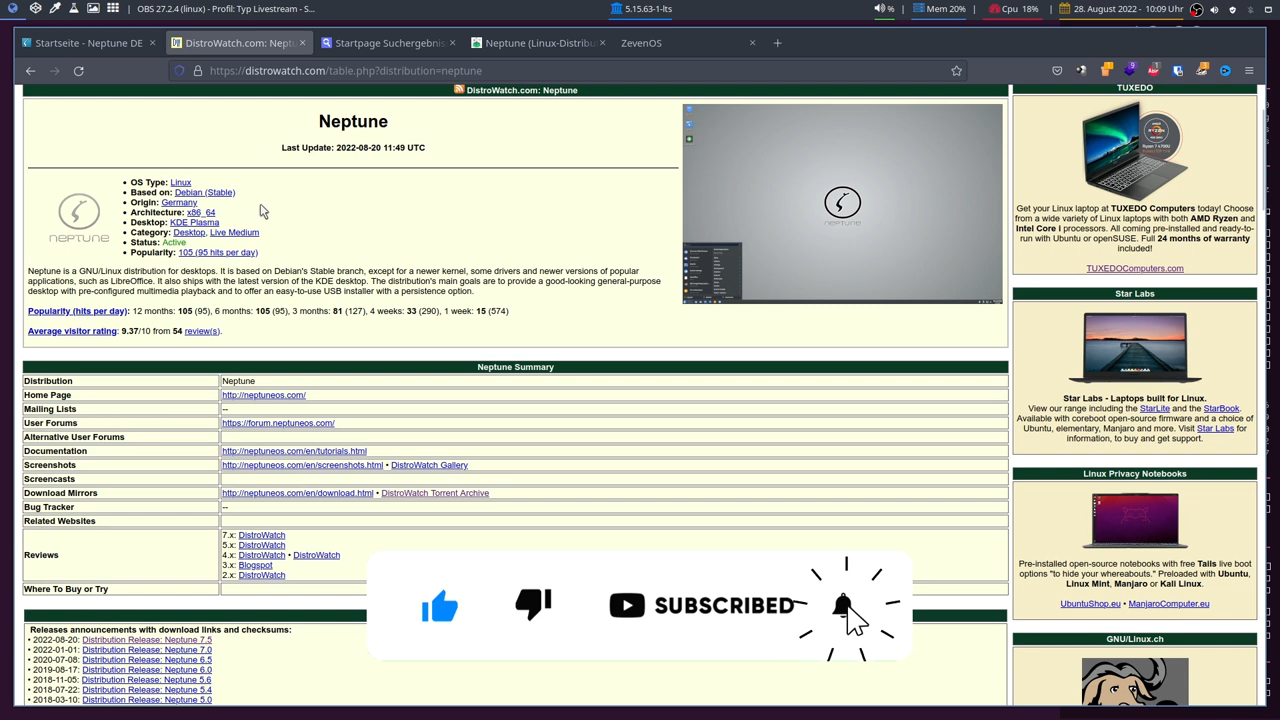 OBS 27.2.4 (linux) - Profil: Typ Livestream - S...
5.15.63-1-lts
%
Mem 20%
Cpu 18%
28. August 2022 - 10:09 Uhr
Startseite - Neptune DE
DistroWatch.com: Nept
Startpage Suchergebnis
Neptune (Linux-Distribu
ZevenOS
https://distrowatch.com/table.php?distribution=neptune
DistroWatch.com: Neptune
Neptune
Last Update: 2022-08-20 11:49 UTC
NEPTUNE
• OS Type: Linux
• Based on: Debian (Stable)
• Origin: Germany
• Architecture: x86_64
• Desktop: KDE Plasma
• Category: Desktop, Live Medium
• Status: Active
• Popularity: 105 (95 hits per day)
NEPTUNE
Neptune is a GNU/Linux distribution for desktops. It is based on Debian's Stable branch, except for a newer kernel, some drivers and newer versions of popular
applications, such as LibreOffice. It also ships with the latest version of the KDE desktop. The distribution's main goals are to provide a good-looking general-purpose
desktop with pre-configured multimedia playback and to offer an easy-to-use USB installer with a persistence option.
Popularity (hits per day): 12 months: 105 (95), 6 months: 105 (95), 3 months: 81 (127), 4 weeks: 33 (290), 1 week: 15 (574)
Average visitor rating: 9.37/10 from 54 review(s).
Neptune Summary
Distribution Neptune
Home Page http://neptuneos.com/
Mailing Lists --
User Forums https://forum.neptuneos.com/
Alternative User Forums
Documentation http://neptuneos.com/en/tutorials.html
Screenshots http://neptuneos.com/en/screenshots.html • DistroWatch Gallery
Screencasts
Download Mirrors http://neptuneos.com/en/download.html • DistroWatch Torrent Archive
Bug Tracker --
Related Websites
Reviews
7.x: DistroWatch
5.x: DistroWatch
4.x: DistroWatch • DistroWatch
3.x: Blogspot
2.x: DistroWatch
Where To Buy or Try
Releases announcements with download links and checksums:
• 2022-08-20: Distribution Release: Neptune 7.5
• 2022-01-01: Distribution Release: Neptune 7.0
• 2020-07-08: Distribution Release: Neptune 6.5
• 2019-08-17: Distribution Release: Neptune 6.0
• 2018-11-05: Distribution Release: Neptune 5.6
• 2018-07-22: Distribution Release: Neptune 5.4
• 2018-03-10: Distribution Release: Neptune 5.0
SUBSCRIBED
TUXEDO
Get your Linux laptop at TUXEDO Computers today! Choose
from a wide variety of Linux laptops with both AMD Ryzen and
Intel Core i processors. All coming pre-installed and ready-to-
run with Ubuntu or openSUSE. Full 24 months of warranty
included!
TUXEDOComputers.com
Star Labs
Star Labs - Laptops built for Linux.
View our range including the StarLite and the StarBook.
Available with coreboot open-source firmware and a choice of
Ubuntu, elementary, Manjaro and more. Visit Star Labs for
information, to buy and get support.
Linux Privacy Notebooks
Pre-installed open-source notebooks with free Tails live boot
options "to hide your whereabouts". Preloaded with Ubuntu,
Linux Mint, Manjaro or Kali Linux.
UbuntuShop.eu • ManjaroComputer.eu
GNU/Linux.ch